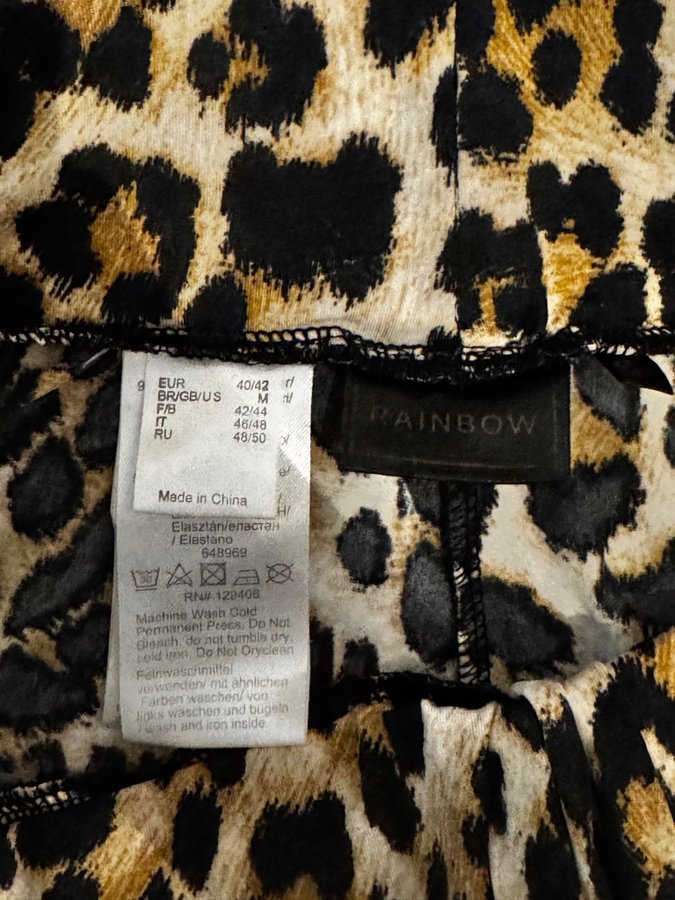 EUR 40/42
BR/GB/US M
F/B 42/44
IT 46/48
RU 48/50
Made in China
Elasztán/еластан
/ Elastano
648969
RN# 129406
Machine Wash Cold
Permanent Press. Do Not
Bleach, do not tumble dry,
cold iron. Do Not Dryclean
Feinwaschmittel
verwenden/ mit ähnlichen
Farben waschen/ von
links waschen und bügeln
wash and iron inside
RAINBOW